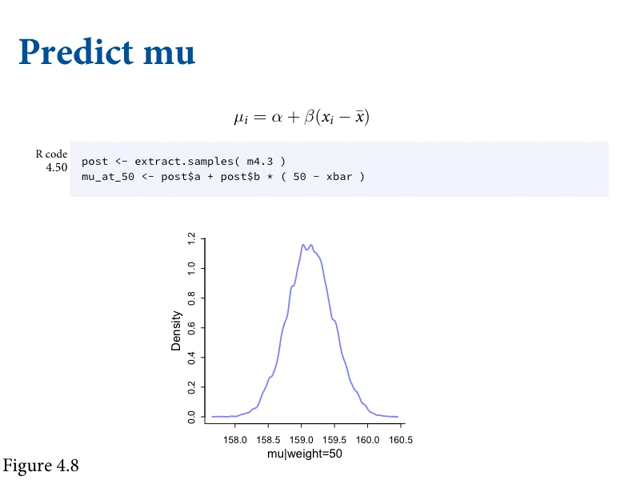 Predict mu
μᵢ = α + β(xᵢ − x̄)
R code
4.50
post <- extract.samples( m4.3 )
mu_at_50 <- post$a + post$b * ( 50 - xbar )
1.2
1.0
0.8
0.6
0.4
0.2
0.0
Density
158.0 158.5 159.0 159.5 160.0 160.5
mu|weight=50
Figure 4.8